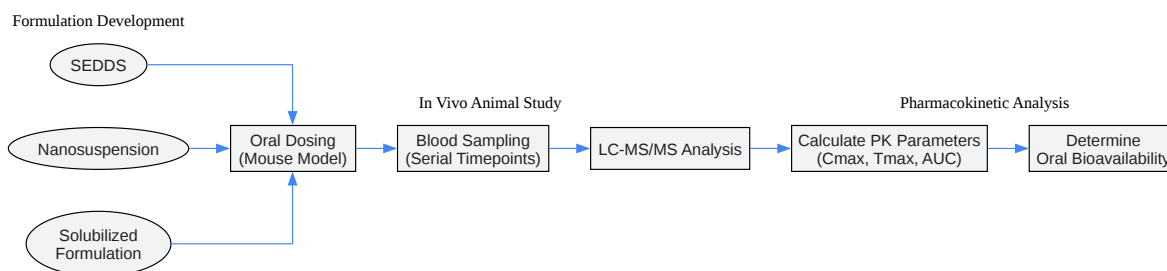 Formulation Development
SEDDS
In Vivo Animal Study
Pharmacokinetic Analysis
Nanosuspension
Oral Dosing
(Mouse Model)
Blood Sampling
(Serial Timepoints)
LC-MS/MS Analysis
Calculate PK Parameters
(Cmax, Tmax, AUC)
Determine
Oral Bioavailability
Solubilized
Formulation